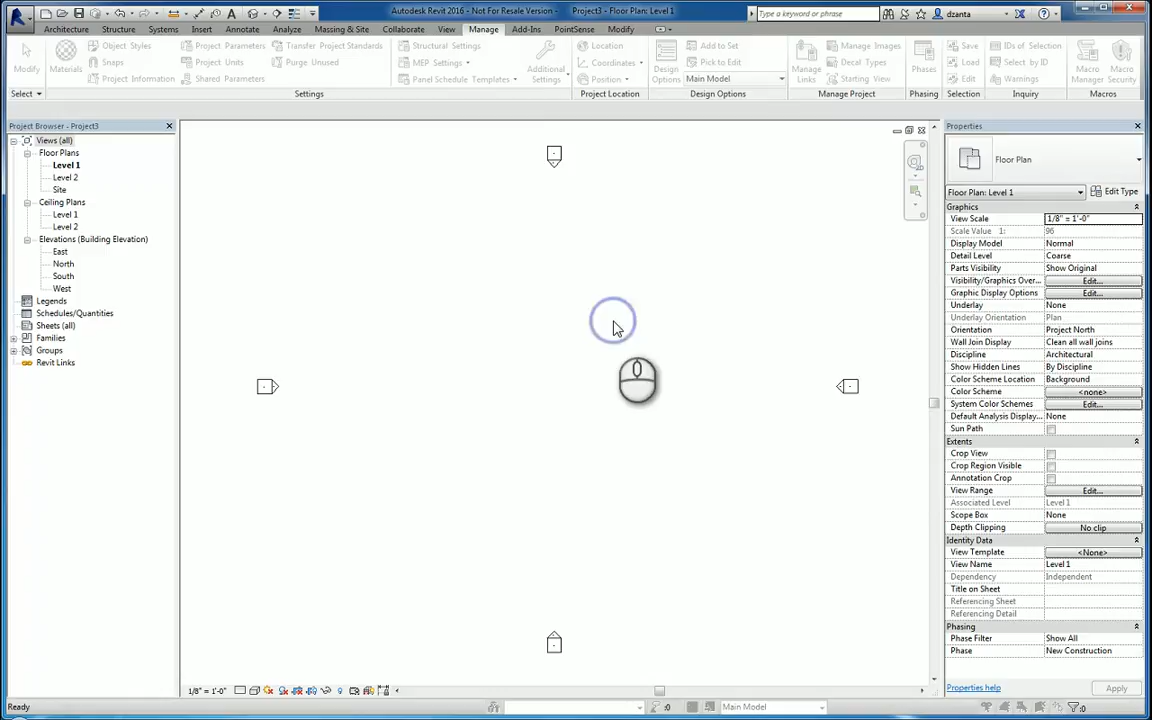 Autodesk Revit 2016 - Not For Resale Version - Project3 - Floor Plan: Level 1
Type a keyword or phrase
dzanta
Architecture Structure Systems Insert Annotate Analyze Massing & Site Collaborate View Manage Add-Ins PointSense Modify
Modify
Materials
Object Styles
Snaps
Project Information
Project Parameters
Project Units
Shared Parameters
Transfer Project Standards
Purge Unused
Structural Settings
MEP Settings
Panel Schedule Templates
Additional
Settings
Location
Coordinates
Position
Design
Options
Add to Set
Pick to Edit
Main Model
Manage
Links
Manage Images
Decal Types
Starting View
Phases
Save
Load
Edit
IDs of Selection
Select by ID
Warnings
Macro
Manager
Macro
Security
Select Settings Project Location Design Options Manage Project Phasing Selection Inquiry Macros
Project Browser - Project3
Views (all)
Floor Plans
Level 1
Level 2
Site
Ceiling Plans
Level 1
Level 2
Elevations (Building Elevation)
East
North
South
West
Legends
Schedules/Quantities
Sheets (all)
Families
Groups
Revit Links
Properties
Floor Plan
Floor Plan: Level 1 Edit Type
Graphics
View Scale 1/8" = 1'-0"
Scale Value 1: 96
Display Model Normal
Detail Level Coarse
Parts Visibility Show Original
Visibility/Graphics Over... Edit...
Graphic Display Options Edit...
Underlay None
Underlay Orientation Plan
Orientation Project North
Wall Join Display Clean all wall joins
Discipline Architectural
Show Hidden Lines By Discipline
Color Scheme Location Background
Color Scheme <none>
System Color Schemes Edit...
Default Analysis Display... None
Sun Path
Extents
Crop View
Crop Region Visible
Annotation Crop
View Range Edit...
Associated Level Level 1
Scope Box None
Depth Clipping No clip
Identity Data
View Template <None>
View Name Level 1
Dependency Independent
Title on Sheet
Referencing Sheet
Referencing Detail
Phasing
Phase Filter Show All
Phase New Construction
Properties help Apply
1/8" = 1'-0"
Ready :0 Main Model :0